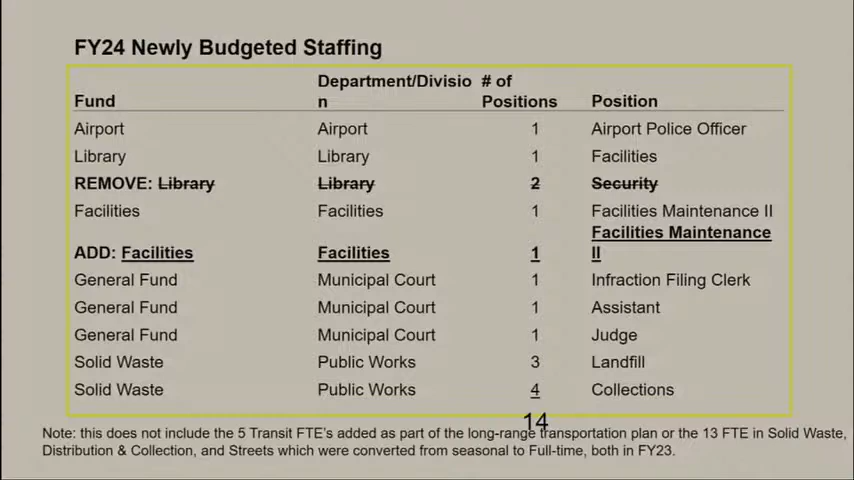 FY24 Newly Budgeted Staffing
Fund Department/Divisio n # of Positions Position
Airport Airport 1 Airport Police Officer
Library Library 1 Facilities
REMOVE: Library Library 2 Security
Facilities Facilities 1 Facilities Maintenance II
ADD: Facilities Facilities 1 Facilities Maintenance II
General Fund Municipal Court 1 Infraction Filing Clerk
General Fund Municipal Court 1 Assistant
General Fund Municipal Court 1 Judge
Solid Waste Public Works 3 Landfill
Solid Waste Public Works 4 Collections
14
Note: this does not include the 5 Transit FTE's added as part of the long-range transportation plan or the 13 FTE in Solid Waste,
Distribution & Collection, and Streets which were converted from seasonal to Full-time, both in FY23.